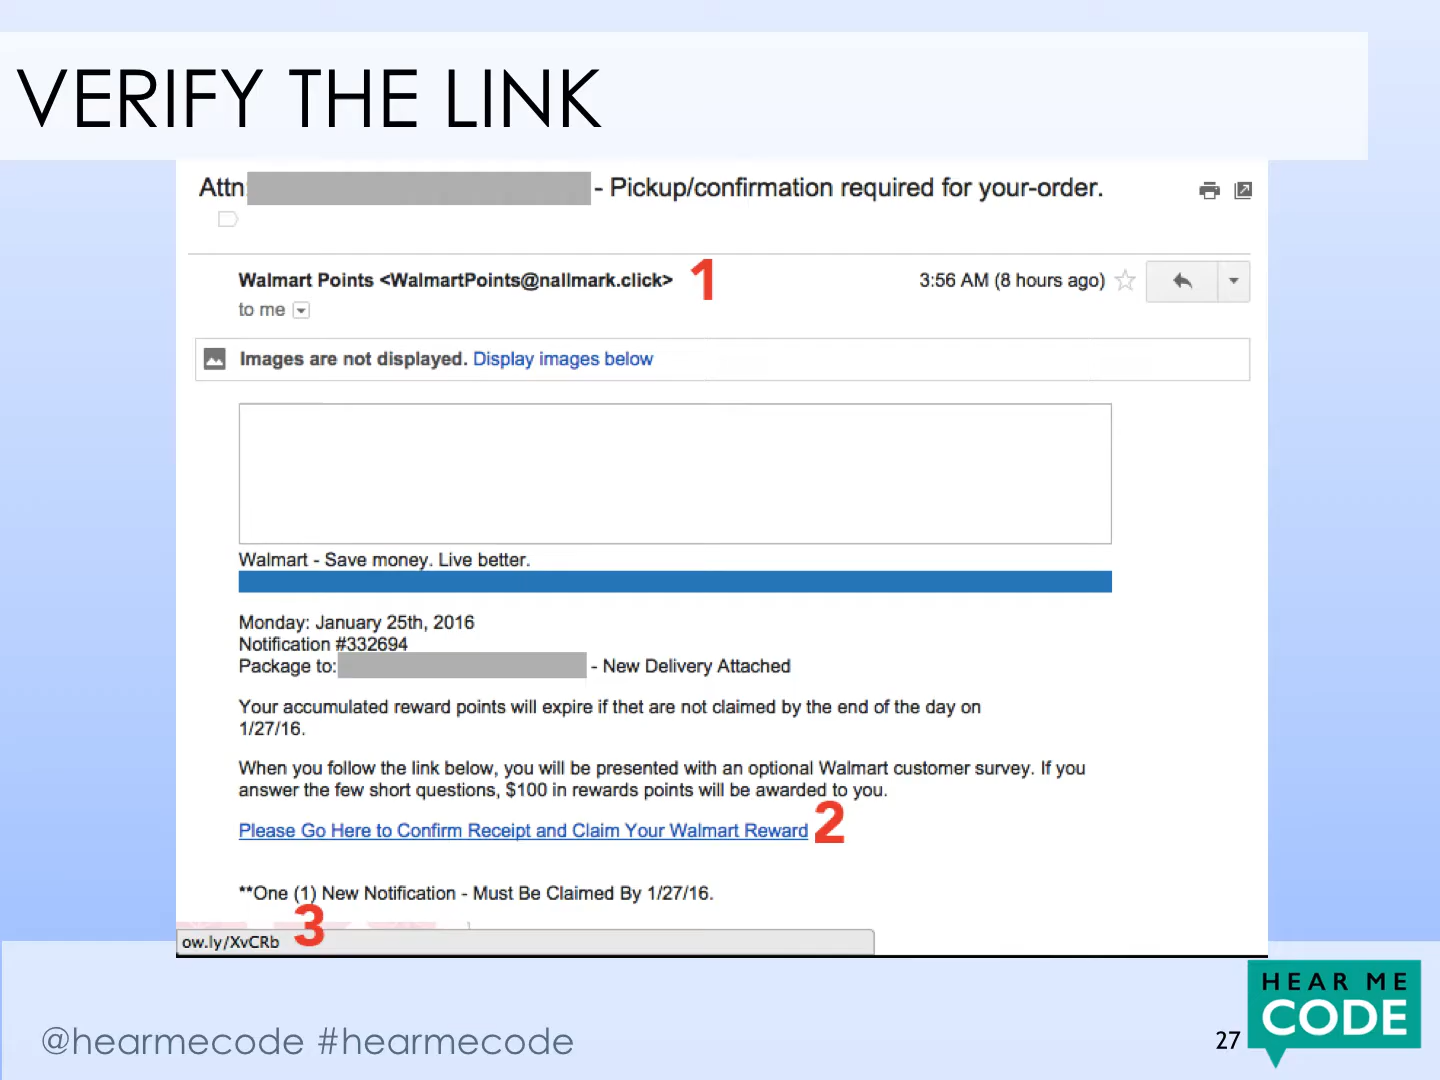 VERIFY THE LINK
Attn: - Pickup/confirmation required for your-order.
Walmart Points <WalmartPoints@nallmark.click> 1
3:56 AM (8 hours ago)
to me
Images are not displayed. Display images below
Walmart - Save money. Live better.
Monday: January 25th, 2016
Notification #332694
Package to: - New Delivery Attached
Your accumulated reward points will expire if thet are not claimed by the end of the day on
1/27/16.
When you follow the link below, you will be presented with an optional Walmart customer survey. If you
answer the few short questions, $100 in rewards points will be awarded to you.
Please Go Here to Confirm Receipt and Claim Your Walmart Reward 2
**One (1) New Notification - Must Be Claimed By 1/27/16.
ow.ly/XvCRb 3
@hearmecode #hearmecode
27
HEAR ME
CODE